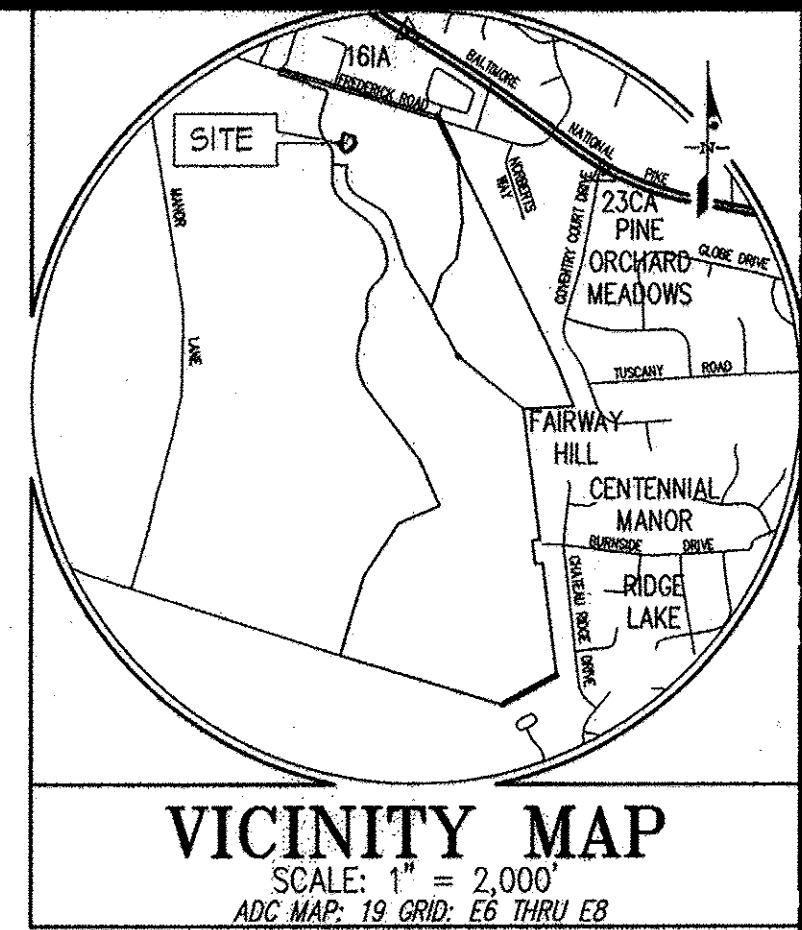 161A
BALTIMORE
NATIONAL
PIKE
FREDERICK ROAD
SITE
NORBERTS
WAY
N
MANOR
LANE
COVENTRY COURT DRIVE
23CA
PINE
ORCHARD
MEADOWS
GLOBE DRIVE
TUSCANY ROAD
FAIRWAY
HILL
CENTENNIAL
MANOR
BURNSIDE DRIVE
CHATEAU RIDGE DRIVE
RIDGE
LAKE
VICINITY MAP
SCALE: 1" = 2,000'
ADC MAP: 19 GRID: E6 THRU E8